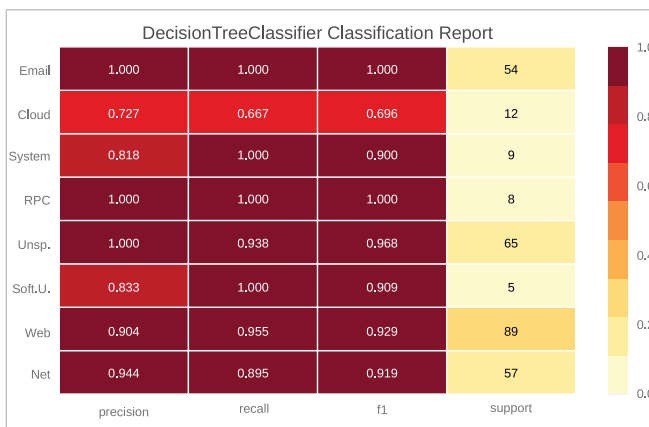 DecisionTreeClassifier Classification Report
Email 1.000 1.000 1.000 54
Cloud 0.727 0.667 0.696 12
System 0.818 1.000 0.900 9
RPC 1.000 1.000 1.000 8
Unsp. 1.000 0.938 0.968 65
Soft.U. 0.833 1.000 0.909 5
Web 0.904 0.955 0.929 89
Net 0.944 0.895 0.919 57
precision recall f1 support